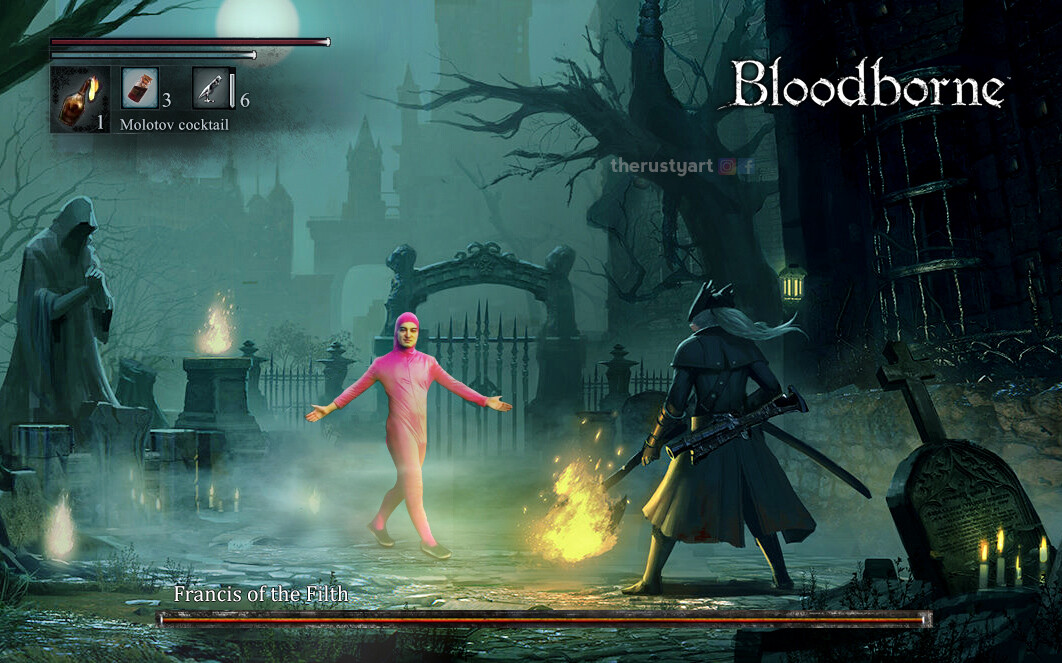 Bloodborne
1
3
6
Molotov cocktail
therustyart
Francis of the Filth